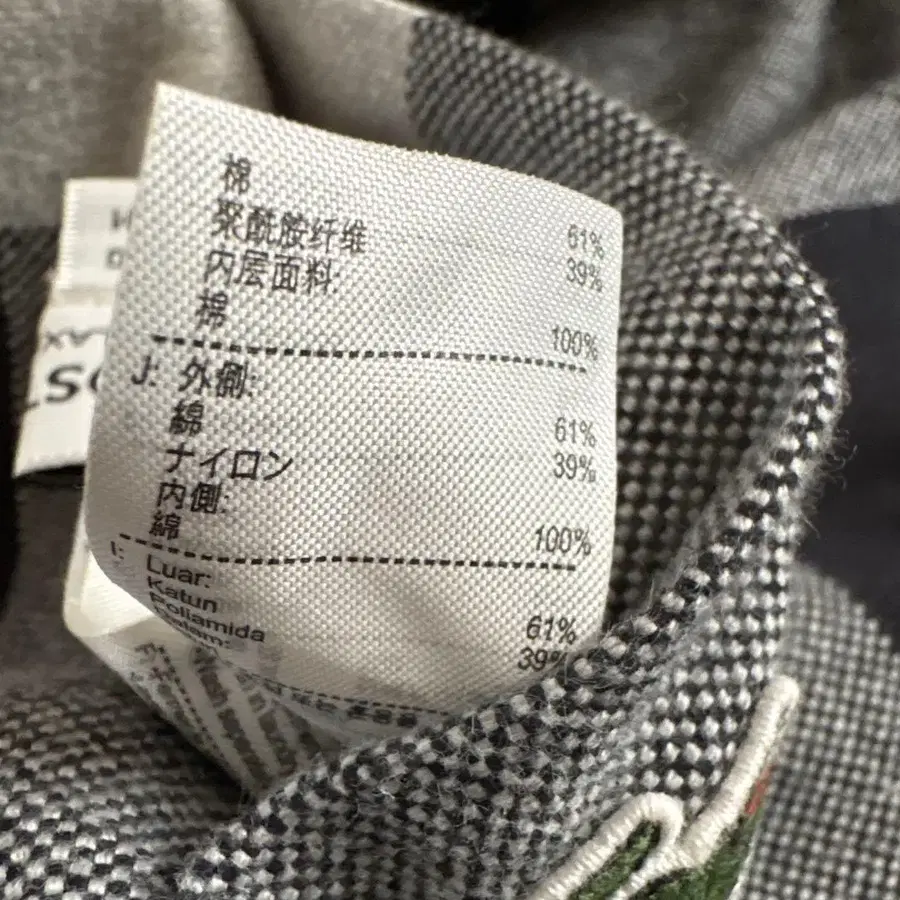 棉 61%
聚酰胺纤维 39%
内层面料:
棉 100%
J: 外側:
綿 61%
ナイロン 39%
内側:
綿 100%
I: Luar:
Katun 61%
Poliamida 39%